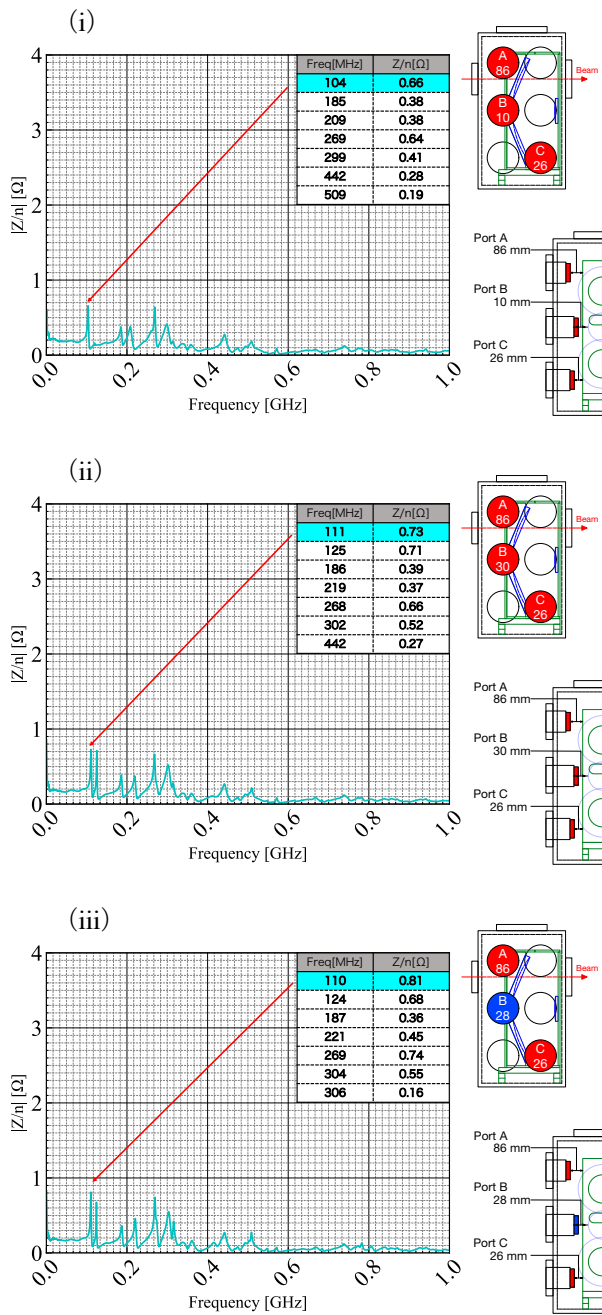 (i)
|Z/n| [Ω]
4
3
2
1
0
0.0 0.2 0.4 0.6 0.8 1.0
Frequency [GHz]
Freq[MHz] Z/n[Ω]
104 0.66
185 0.38
209 0.38
269 0.64
299 0.41
442 0.28
509 0.19
A
86
Beam
B
10
C
26
Port A
86 mm
Port B
10 mm
Port C
26 mm
(ii)
|Z/n| [Ω]
4
3
2
1
0
0.0 0.2 0.4 0.6 0.8 1.0
Frequency [GHz]
Freq[MHz] Z/n[Ω]
111 0.73
125 0.71
186 0.39
219 0.37
268 0.66
302 0.52
442 0.27
A
86
Beam
B
30
C
26
Port A
86 mm
Port B
30 mm
Port C
26 mm
(iii)
|Z/n| [Ω]
4
3
2
1
0
0.0 0.2 0.4 0.6 0.8 1.0
Frequency [GHz]
Freq[MHz] Z/n[Ω]
110 0.81
124 0.68
187 0.36
221 0.45
269 0.74
304 0.55
306 0.16
A
86
Beam
B
28
C
26
Port A
86 mm
Port B
28 mm
Port C
26 mm